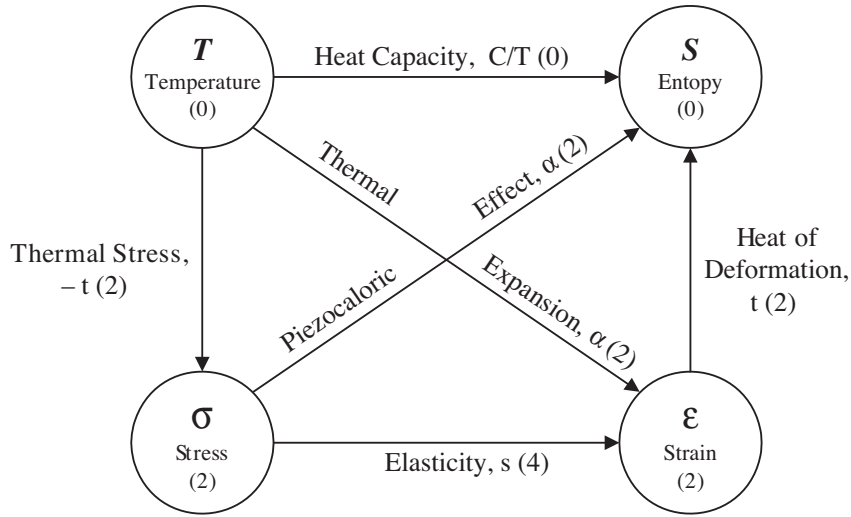 T
Temperature
(0)
Heat Capacity, C/T (0)
S
Entopy
(0)
Thermal
Effect, α (2)
Thermal Stress,
– t (2)
Heat of
Deformation,
t (2)
Piezocaloric
Expansion, α (2)
σ
Stress
(2)
Elasticity, s (4)
ε
Strain
(2)